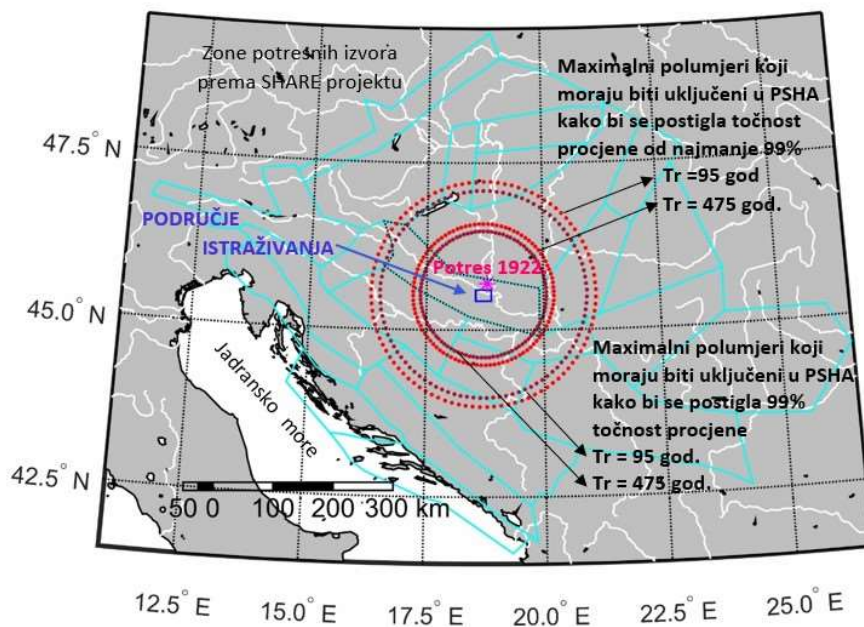 Zone potresnih izvora
prema SHARE projektu
Maximalni polumjeri koji
moraju biti uključeni u PSHA
kako bi se postigla točnost
procjene od najmanje 99%
Tr =95 god
Tr = 475 god.
47.5° N
PODRUČJE
ISTRAŽIVANJA
Potres 1922
45.0° N
Maximalni polumjeri koji
moraju biti uključeni u PSHA
kako bi se postigla 99%
točnost procjene
Tr = 95 god.
Tr = 475 god.
Jadransko more
42.5° N
50 0 100 200 300 km
12.5° E 15.0° E 17.5° E 20.0° E 22.5° E 25.0° E